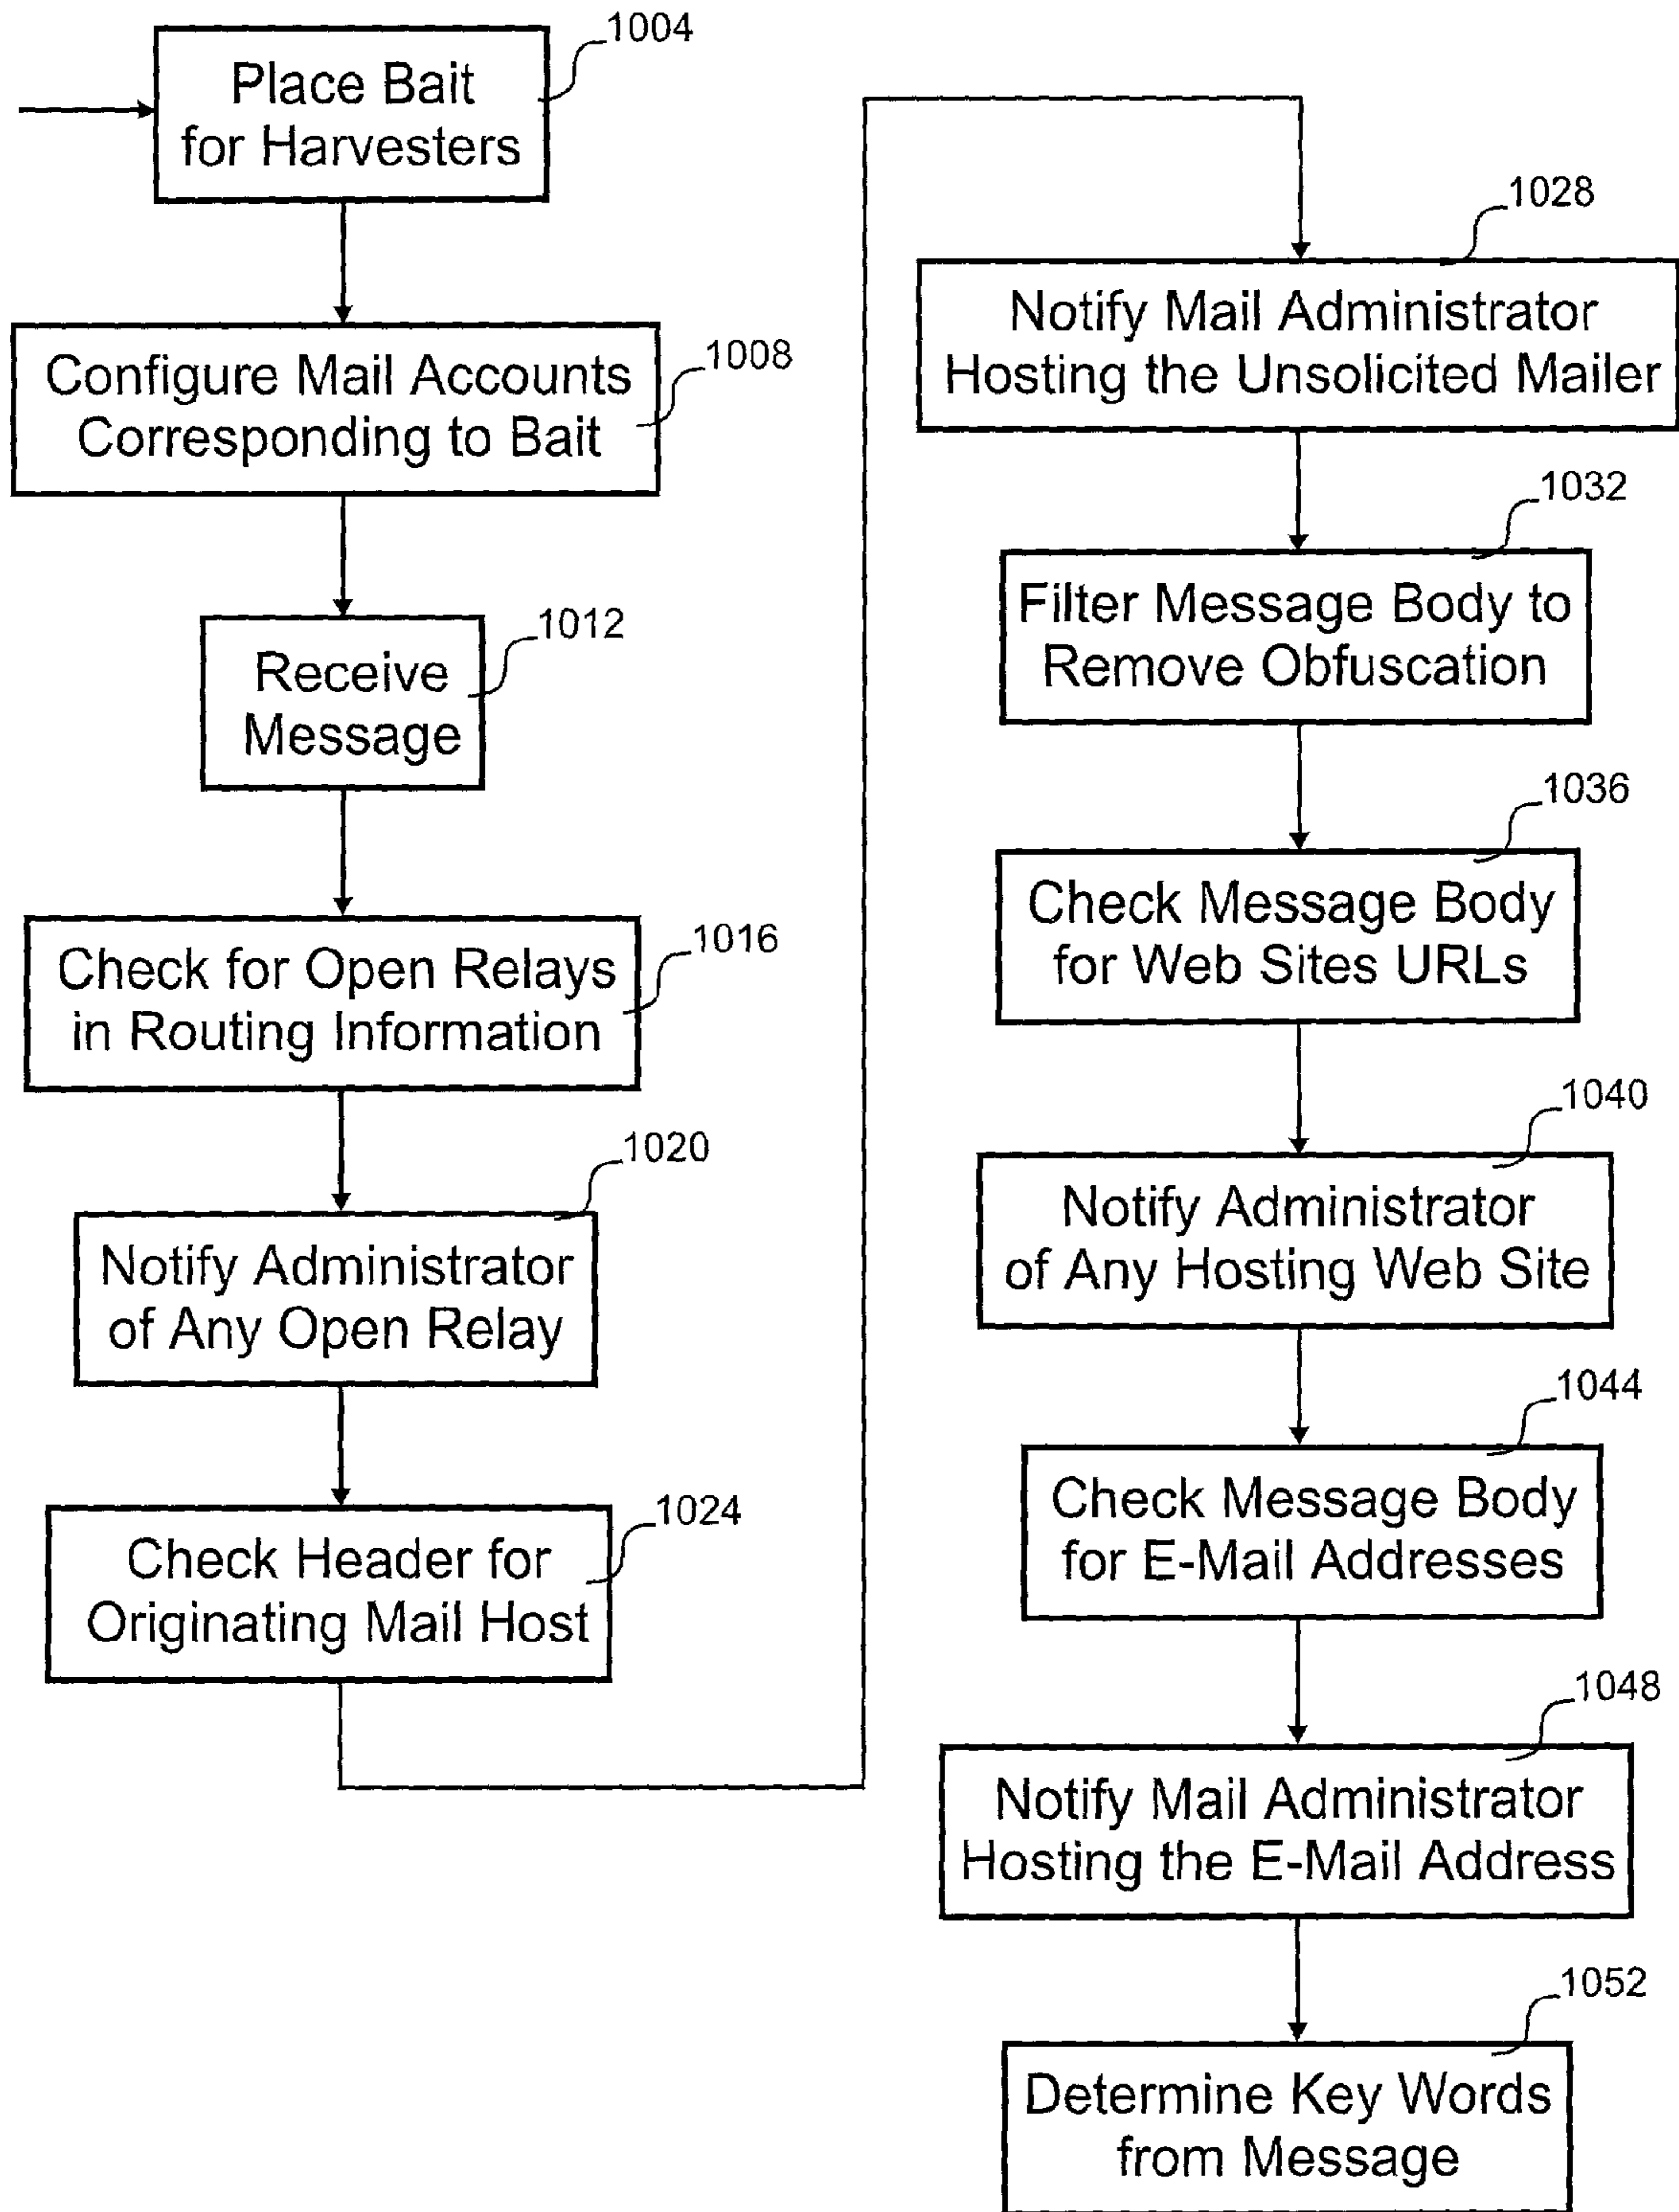 1004
Place Bait
for Harvesters
1008
Configure Mail Accounts
Corresponding to Bait
1012
Receive
Message
1016
Check for Open Relays
in Routing Information
1020
Notify Administrator
of Any Open Relay
1024
Check Header for
Originating Mail Host
1028
Notify Mail Administrator
Hosting the Unsolicited Mailer
1032
Filter Message Body to
Remove Obfuscation
1036
Check Message Body
for Web Sites URLs
1040
Notify Administrator
of Any Hosting Web Site
1044
Check Message Body
for E-Mail Addresses
1048
Notify Mail Administrator
Hosting the E-Mail Address
1052
Determine Key Words
from Message